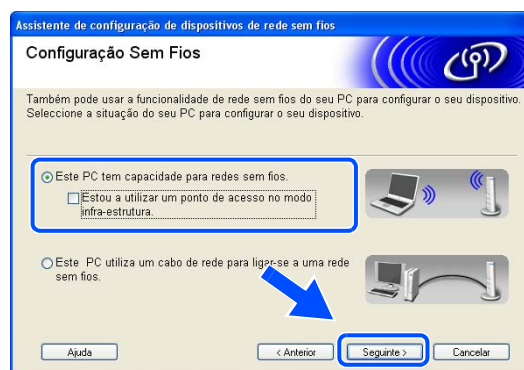 Assistente de configuração de dispositivos de rede sem fios
Configuração Sem Fios
Também pode usar a funcionalidade de rede sem fios do seu PC para configurar o seu dispositivo.
Seleccione a situação do seu PC para configurar o seu dispositivo.
Este PC tem capacidade para redes sem fios.
Estou a utilizar um ponto de acesso no modo
infra-estrutura.
Este PC utiliza um cabo de rede para ligar-se a uma rede
sem fios.
Ajuda
< Anterior
Seguinte >
Cancelar